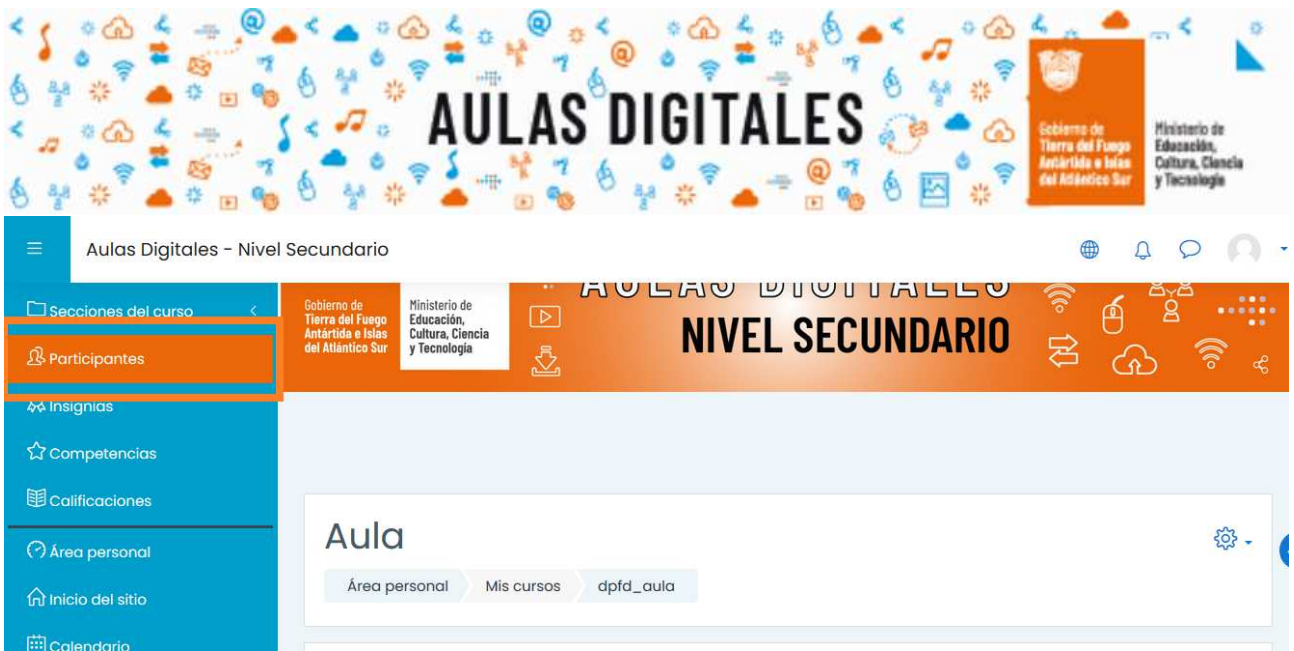 AULAS DIGITALES
Gobierno de
Tierra del Fuego
Antártida e Islas
del Atlántico Sur
Ministerio de
Educación,
Cultura, Ciencia
y Tecnología
Aulas Digitales - Nivel Secundario
Secciones del curso
Participantes
Insignias
Competencias
Calificaciones
Área personal
Inicio del sitio
Calendario
Gobierno de
Tierra del Fuego
Antártida e Islas
del Atlántico Sur
Ministerio de
Educación,
Cultura, Ciencia
y Tecnología
AULAS DIGITALES
NIVEL SECUNDARIO
Aula
Área personal
Mis cursos
dpfd_aula